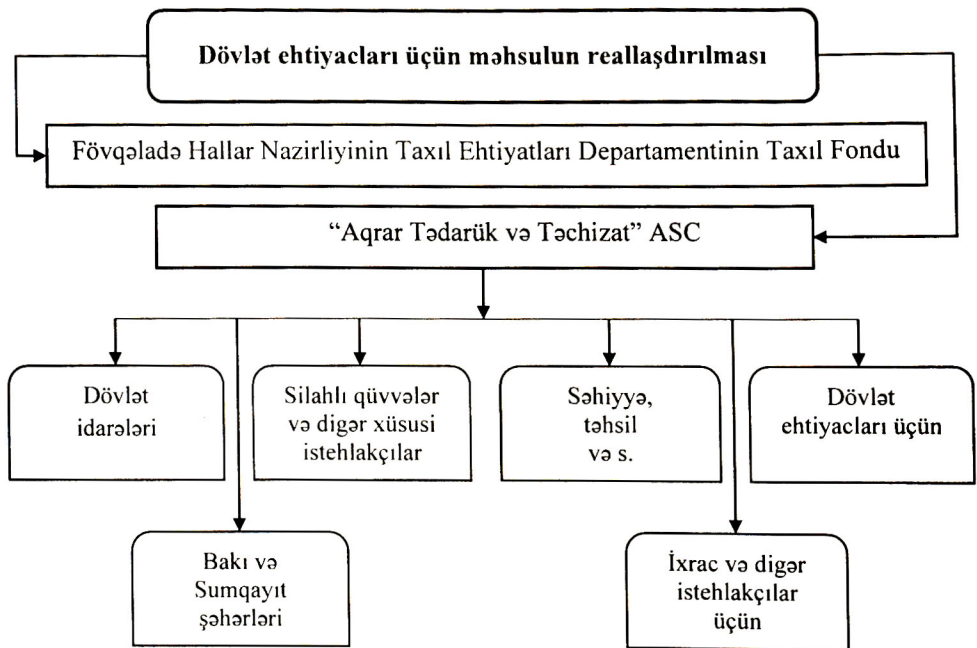 Dövlət ehtiyacları üçün məhsulun reallaşdırılması
Fövqəladə Hallar Nazirliyinin Taxıl Ehtiyatları Departamentinin Taxıl Fondu
“Aqrar Tədarük və Təchizat” ASC
Dövlət
idarələri
Silahlı qüvvələr
və digər xüsusi
istehlakçılar
Səhiyyə,
təhsil
və s.
Dövlət
ehtiyacları üçün
Bakı və
Sumqayıt
şəhərləri
İxrac və digər
istehlakçılar
üçün